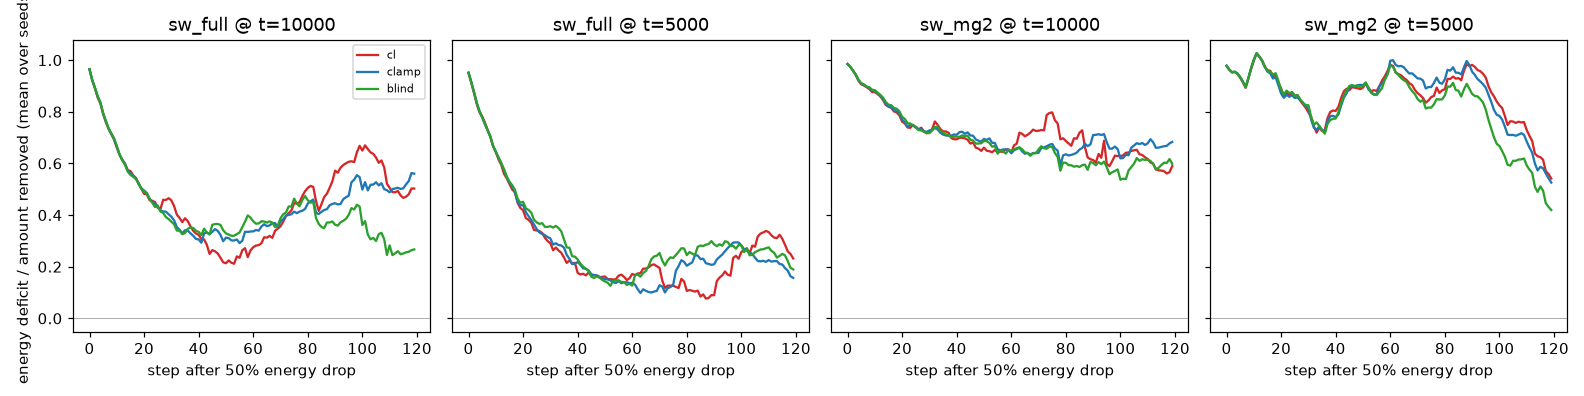 sw_full @ t=10000
sw_full @ t=5000
sw_mg2 @ t=10000
sw_mg2 @ t=5000
energy deficit / amount removed (mean over seeds
1.0
0.8
0.6
0.4
0.2
0.0
cl
clamp
blind
0 20 40 60 80 100 120
0 20 40 60 80 100 120
0 20 40 60 80 100 120
0 20 40 60 80 100 120
step after 50% energy drop
step after 50% energy drop
step after 50% energy drop
step after 50% energy drop